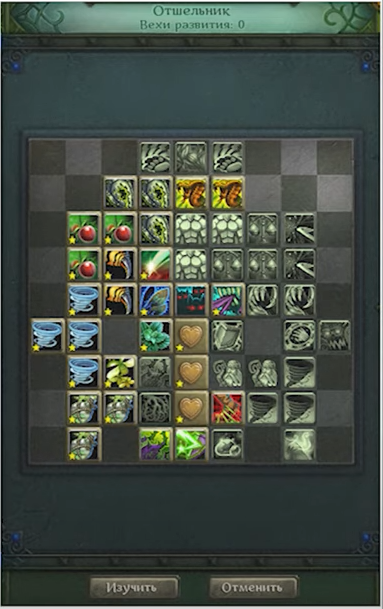 Отшельник
Вехи развития: 0
Изучить
Отменить